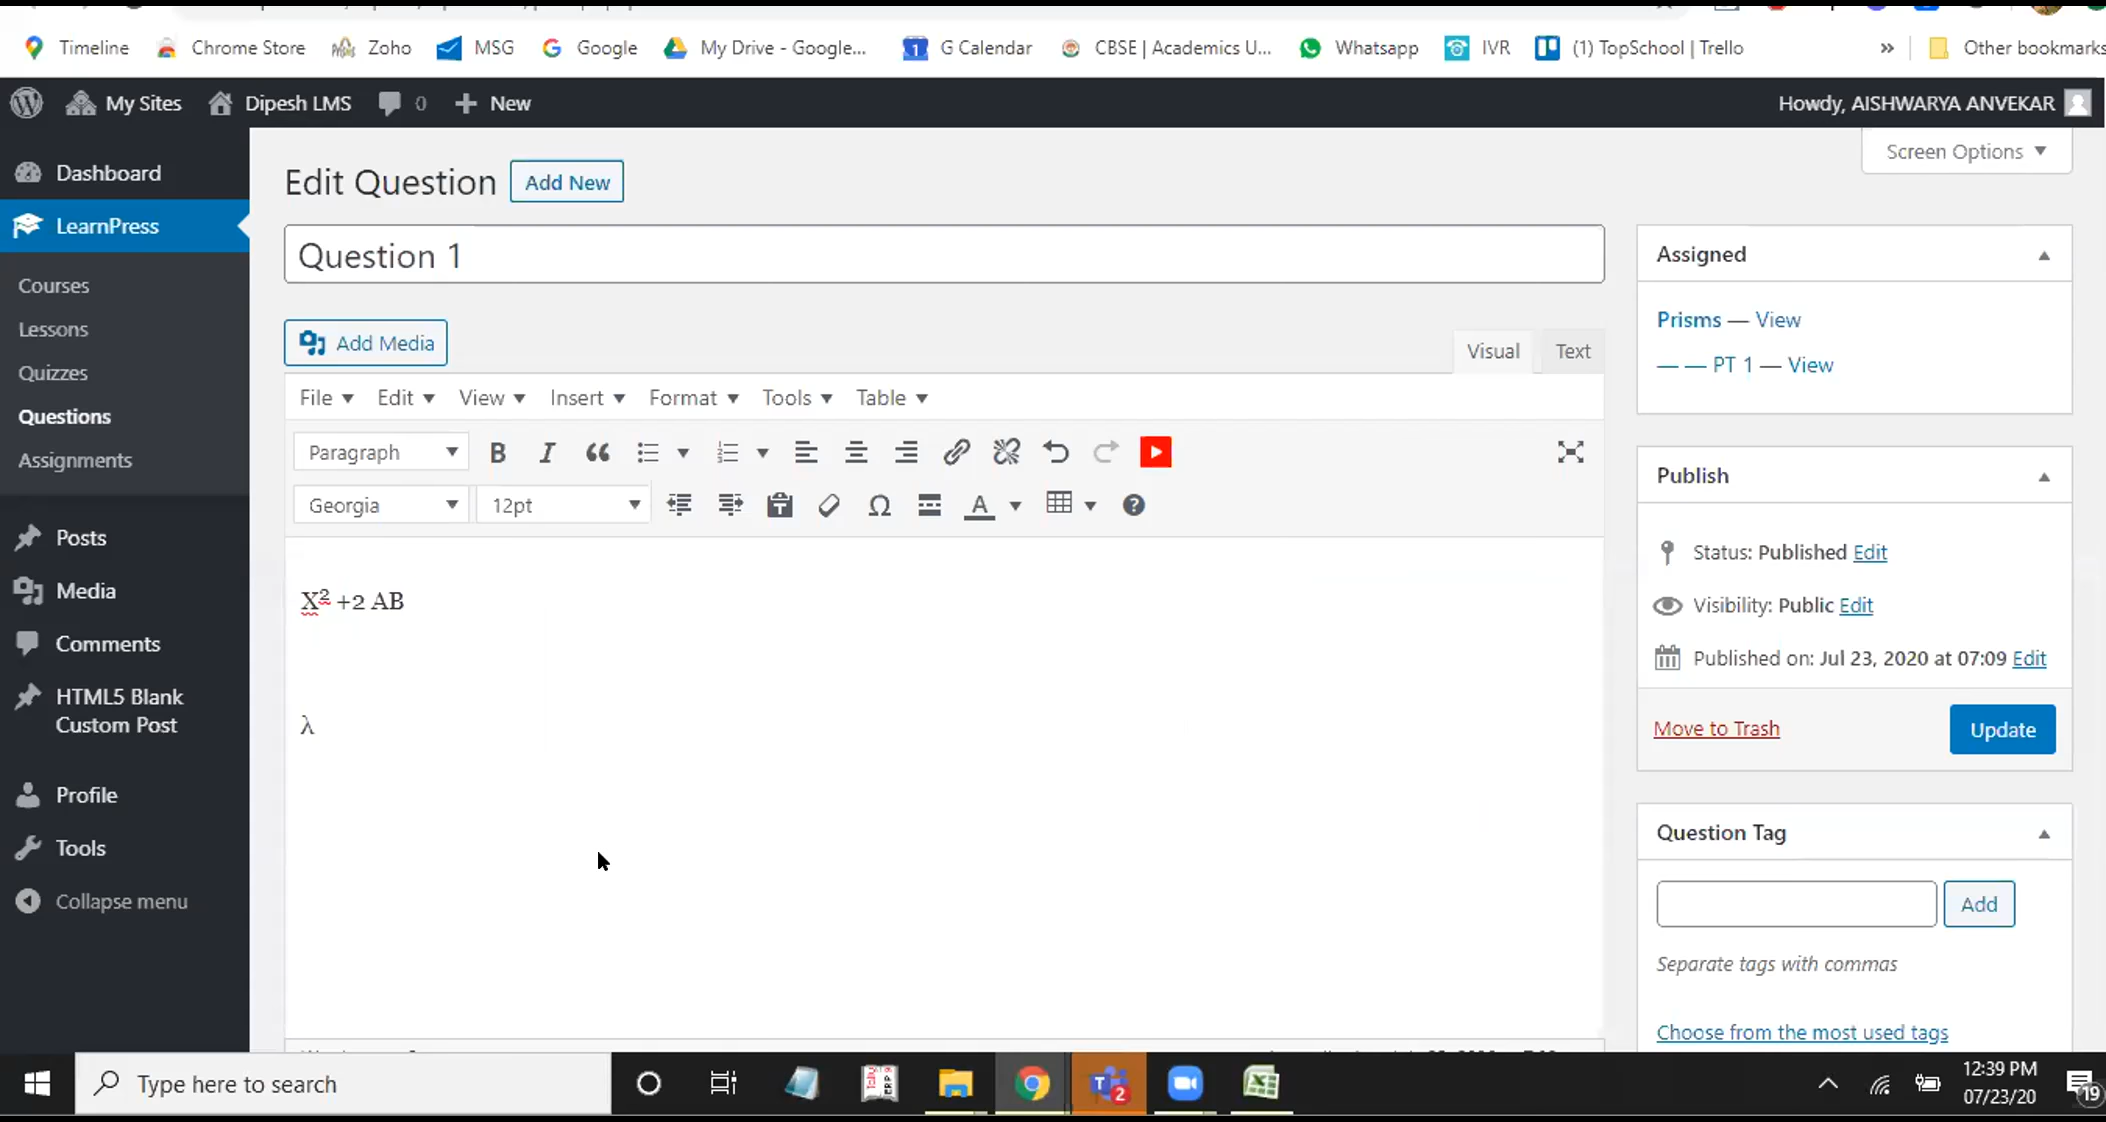 Timeline Chrome Store Zoho MSG Google My Drive - Google... G Calendar CBSE | Academics U... Whatsapp IVR (1) TopSchool | Trello » Other bookmarks
My Sites Dipesh LMS 0 New Howdy, AISHWARYA ANVEKAR
Screen Options
Dashboard
LearnPress
Courses
Lessons
Quizzes
Questions
Assignments
Posts
Media
Comments
HTML5 Blank
Custom Post
Profile
Tools
Collapse menu
Edit Question Add New
Question 1
Add Media
Visual Text
File Edit View Insert Format Tools Table
Paragraph B I
Georgia 12pt Ω A
X² +2 AB
λ
Assigned
Prisms — View
— — PT 1 — View
Publish
Status: Published Edit
Visibility: Public Edit
Published on: Jul 23, 2020 at 07:09 Edit
Move to Trash Update
Question Tag
Add
Separate tags with commas
Choose from the most used tags
Type here to search
2
12:39 PM
07/23/20
19